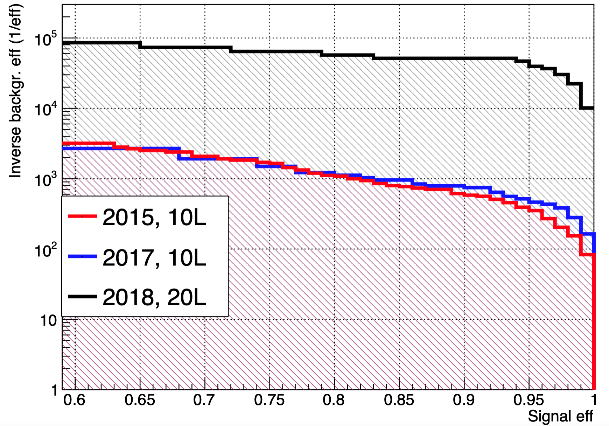 Inverse backgr. eff (1/eff)
10⁵
10⁴
10³
10²
10
1
2015, 10L
2017, 10L
2018, 20L
0.6 0.65 0.7 0.75 0.8 0.85 0.9 0.95 1
Signal eff